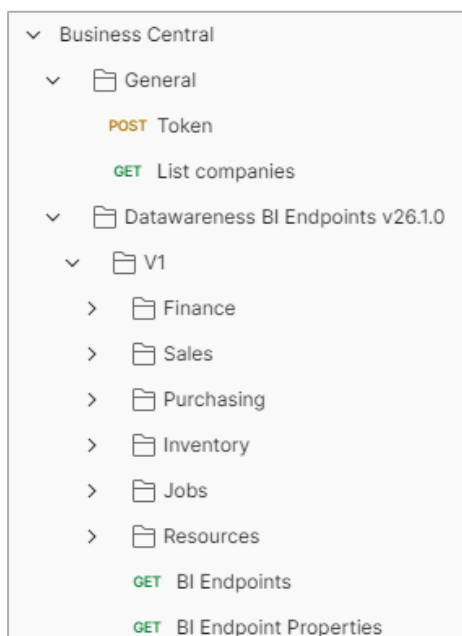 Business Central
General
POST Token
GET List companies
Datawareness BI Endpoints v26.1.0
V1
Finance
Sales
Purchasing
Inventory
Jobs
Resources
GET BI Endpoints
GET BI Endpoint Properties